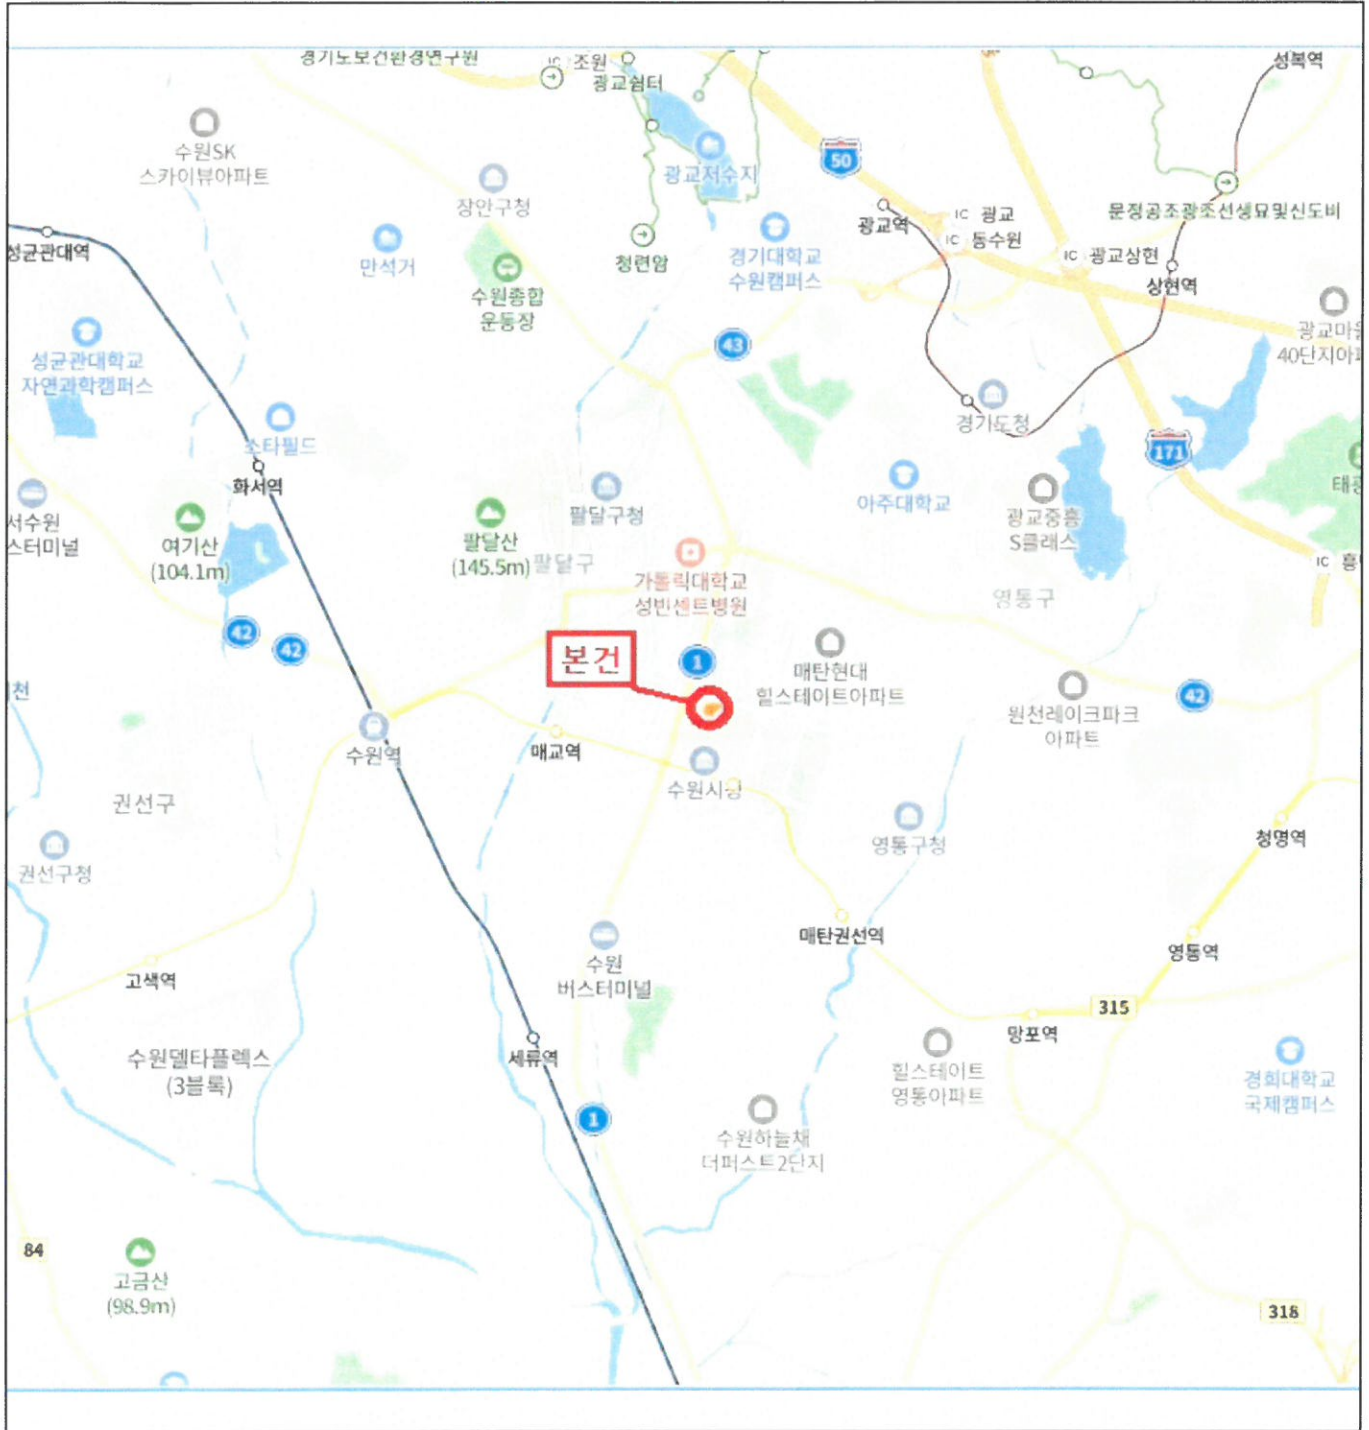 경기도보건환경연구원
IC 조원
광교쉼터
성복역
수원SK
스카이뷰아파트
장안구청
광교저수지
50
광교역
IC 광교
IC 동수원
문정공조광조선생묘및신도비
성균관대역
만석거
청련암
경기대학교
수원캠퍼스
IC 광교상현
상현역
수원종합
운동장
성균관대학교
자연과학캠퍼스
43
광교마을
40단지아파
스타필드
화서역
경기도청
171
서수원
스터미널
여기산
(104.1m)
팔달산
(145.5m)
팔달구청
팔달구
아주대학교
광교중흥
S클래스
태광
가톨릭대학교
성빈센트병원
영통구
IC 흥
42
42
본건
1
매탄현대
힐스테이트아파트
원천레이크파크
아파트
42
천
수원역
매교역
수원시청
권선구
권선구청
영통구청
청명역
매탄권선역
영통역
수원
버스터미널
고색역
315
망포역
수원델타플렉스
(3블록)
세류역
힐스테이트
영통아파트
경희대학교
국제캠퍼스
1
수원하늘채
더퍼스트2단지
84
고금산
(98.9m)
318